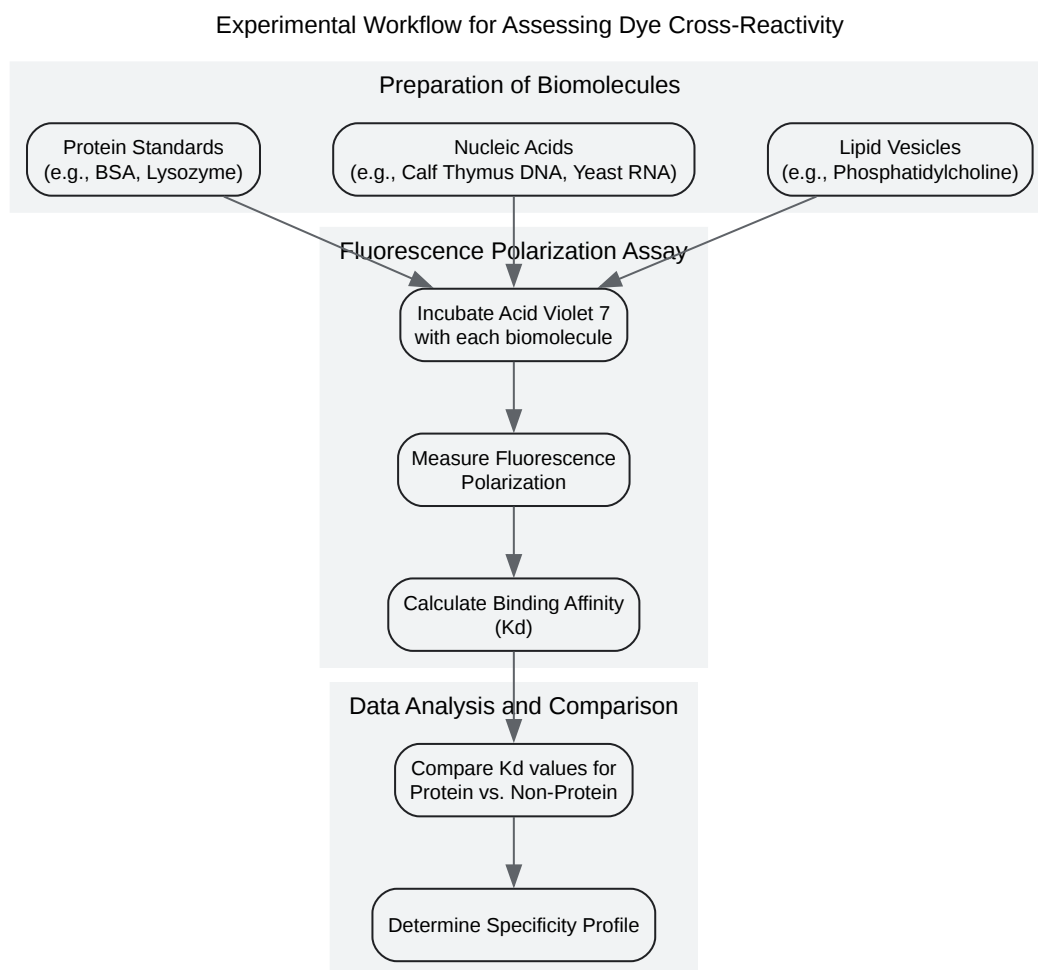 Experimental Workflow for Assessing Dye Cross-Reactivity
Preparation of Biomolecules
Protein Standards
(e.g., BSA, Lysozyme)
Nucleic Acids
(e.g., Calf Thymus DNA, Yeast RNA)
Lipid Vesicles
(e.g., Phosphatidylcholine)
Fluorescence Polarization Assay
Incubate Acid Violet 7
with each biomolecule
Measure Fluorescence
Polarization
Calculate Binding Affinity
(Kd)
Data Analysis and Comparison
Compare Kd values for
Protein vs. Non-Protein
Determine Specificity Profile